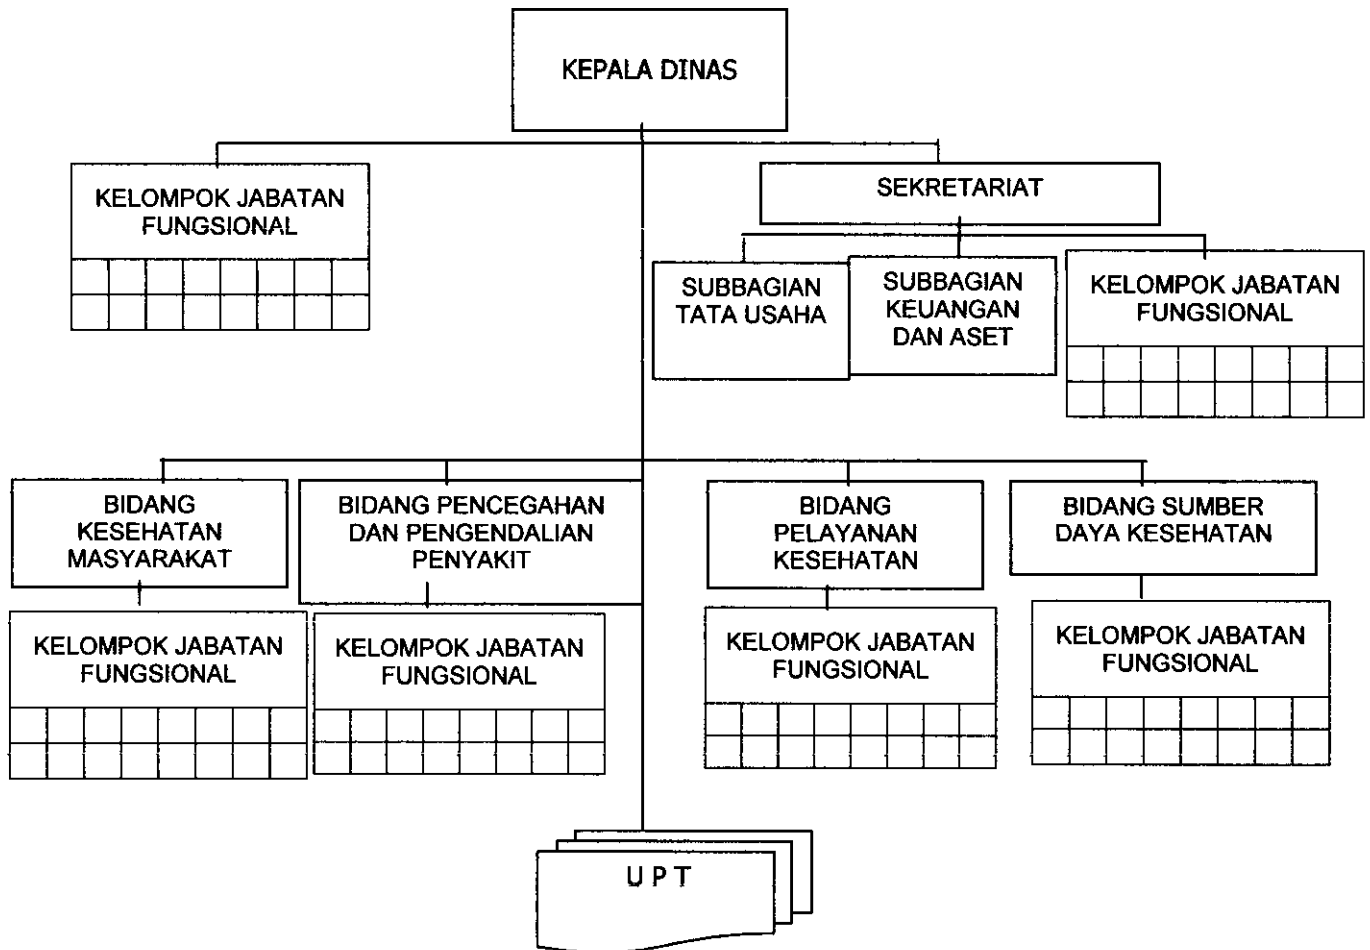 KEPALA DINAS
KELOMPOK JABATAN
FUNGSIONAL
SEKRETARIAT
SUBBAGIAN
TATA USAHA
SUBBAGIAN
KEUANGAN
DAN ASET
KELOMPOK JABATAN
FUNGSIONAL
BIDANG
KESEHATAN
MASYARAKAT
BIDANG PENCEGAHAN
DAN PENGENDALIAN
PENYAKIT
BIDANG
PELAYANAN
KESEHATAN
BIDANG SUMBER
DAYA KESEHATAN
KELOMPOK JABATAN
FUNGSIONAL
KELOMPOK JABATAN
FUNGSIONAL
KELOMPOK JABATAN
FUNGSIONAL
KELOMPOK JABATAN
FUNGSIONAL
U P T